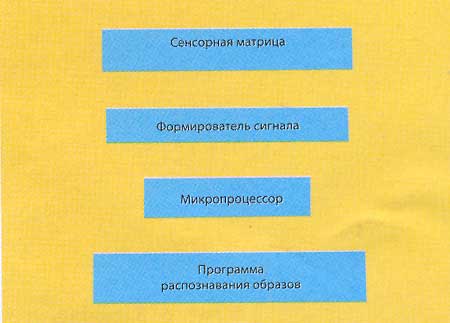 Сенсорная матрица
Формирователь сигнала
Микропроцессор
Программа
распознавания образов